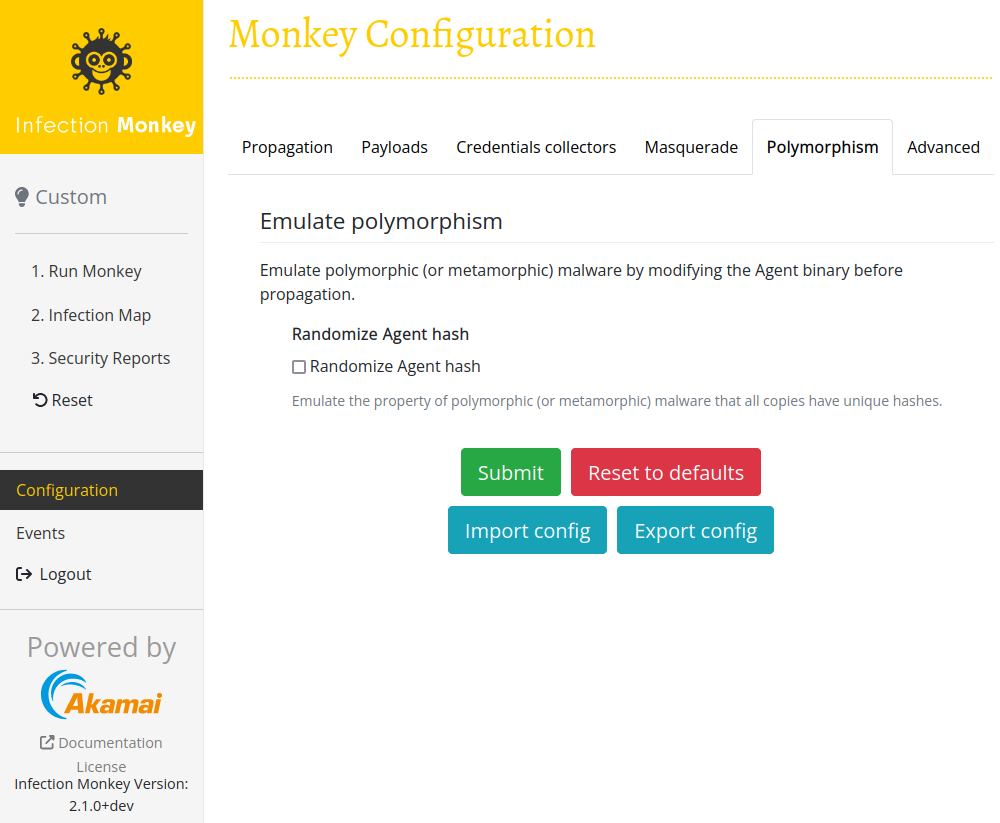 Infection Monkey
Custom
1. Run Monkey
2. Infection Map
3. Security Reports
Reset
Configuration
Events
Logout
Powered by
Akamai
Documentation
License
Infection Monkey Version:
2.1.0+dev
Monkey Configuration
Propagation Payloads Credentials collectors Masquerade Polymorphism Advanced
Emulate polymorphism
Emulate polymorphic (or metamorphic) malware by modifying the Agent binary before
propagation.
Randomize Agent hash
Randomize Agent hash
Emulate the property of polymorphic (or metamorphic) malware that all copies have unique hashes.
Submit Reset to defaults
Import config Export config